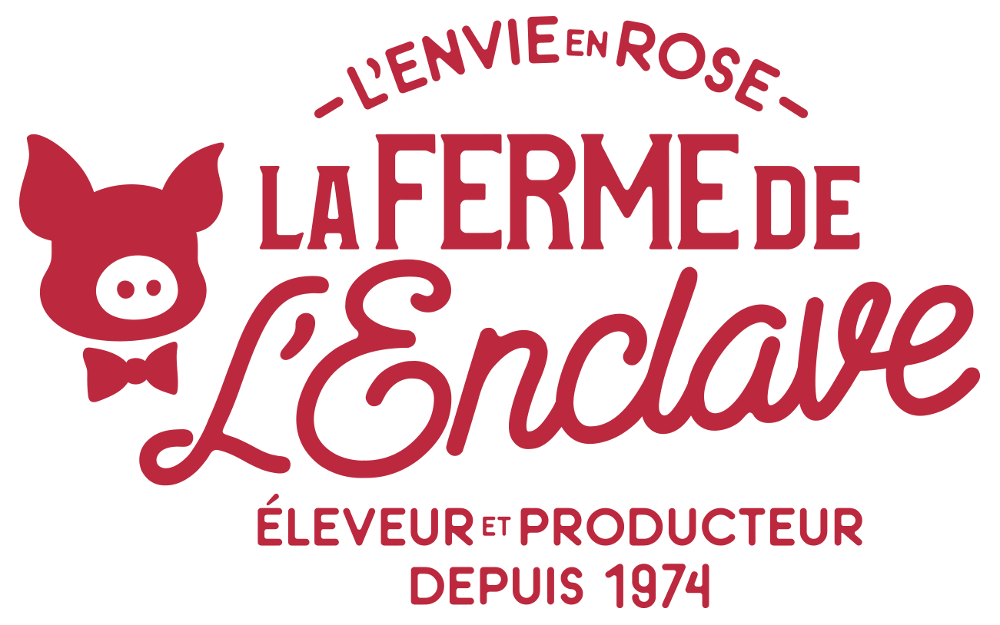 - L'ENVIE EN ROSE -
LA FERME DE
L'Enclave
ÉLEVEUR ET PRODUCTEUR
DEPUIS 1974